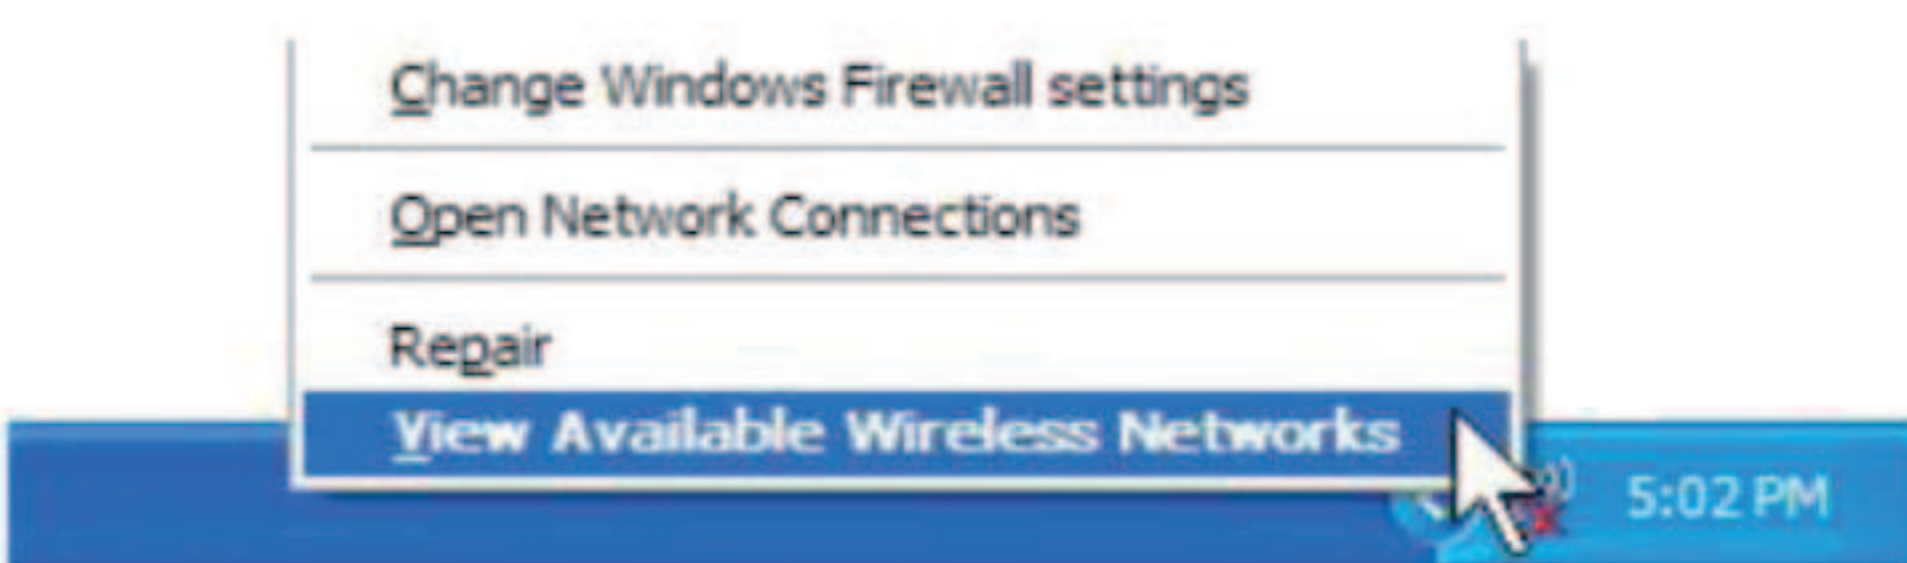 Change Windows Firewall settings
Open Network Connections
Repair
View Available Wireless Networks
5:02 PM